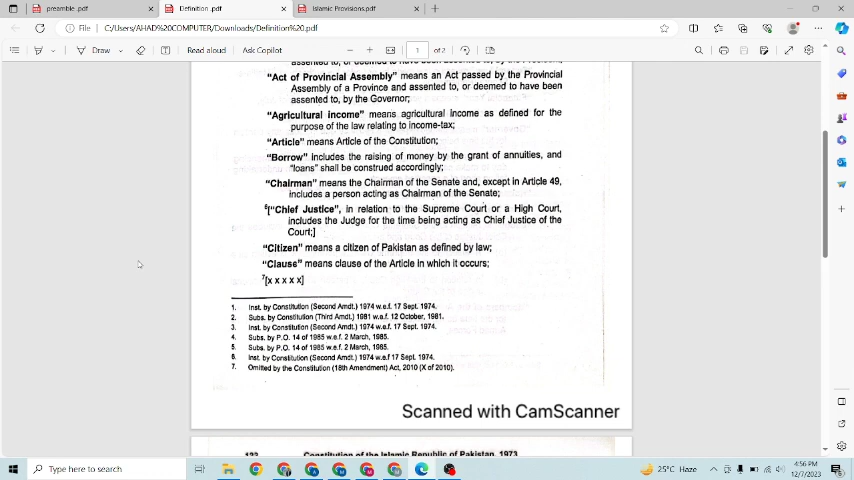 preamble .pdf
Definition .pdf
Islamic Provisions.pdf
File
C:/Users/AHAD%20COMPUTER/Downloads/Definition%20.pdf
Draw
Read aloud
Ask Copilot
1
of 2
assented to, or deemed to have been assented to, by the President;
"Act of Provincial Assembly" means an Act passed by the Provincial
Assembly of a Province and assented to, or deemed to have been
assented to, by the Governor;
"Agricultural income" means agricultural income as defined for the
purpose of the law relating to income-tax;
"Article" means Article of the Constitution;
"Borrow" includes the raising of money by the grant of annuities, and
"loans" shall be construed accordingly;
"Chairman" means the Chairman of the Senate and, except in Article 49,
includes a person acting as Chairman of the Senate;
6["Chief Justice", in relation to the Supreme Court or a High Court,
includes the Judge for the time being acting as Chief Justice of the
Court;]
"Citizen" means a citizen of Pakistan as defined by law;
"Clause" means clause of the Article in which it occurs;
7[x x x x x]
1. Inst. by Constitution (Second Amdt.) 1974 w.e.f. 17 Sept. 1974.
2. Subs. by Constitution (Third Amdt.) 1981 w.e.f. 12 October, 1981.
3. Inst. by Constitution (Second Amdt.) 1974 w.e.f. 17 Sept. 1974.
4. Subs. by P.O. 14 of 1985 w.e.f. 2 March, 1985.
5. Subs. by P.O. 14 of 1985 w.e.f. 2 March, 1985.
6. Inst. by Constitution (Second Amdt.) 1974 w.e.f 17 Sept. 1974.
7. Omitted by the Constitution (18th Amendment) Act, 2010 (X of 2010).
Scanned with CamScanner
Constitution of the Islamic Republic of Pakistan, 1973
Type here to search
25°C Haze
4:56 PM
12/7/2023